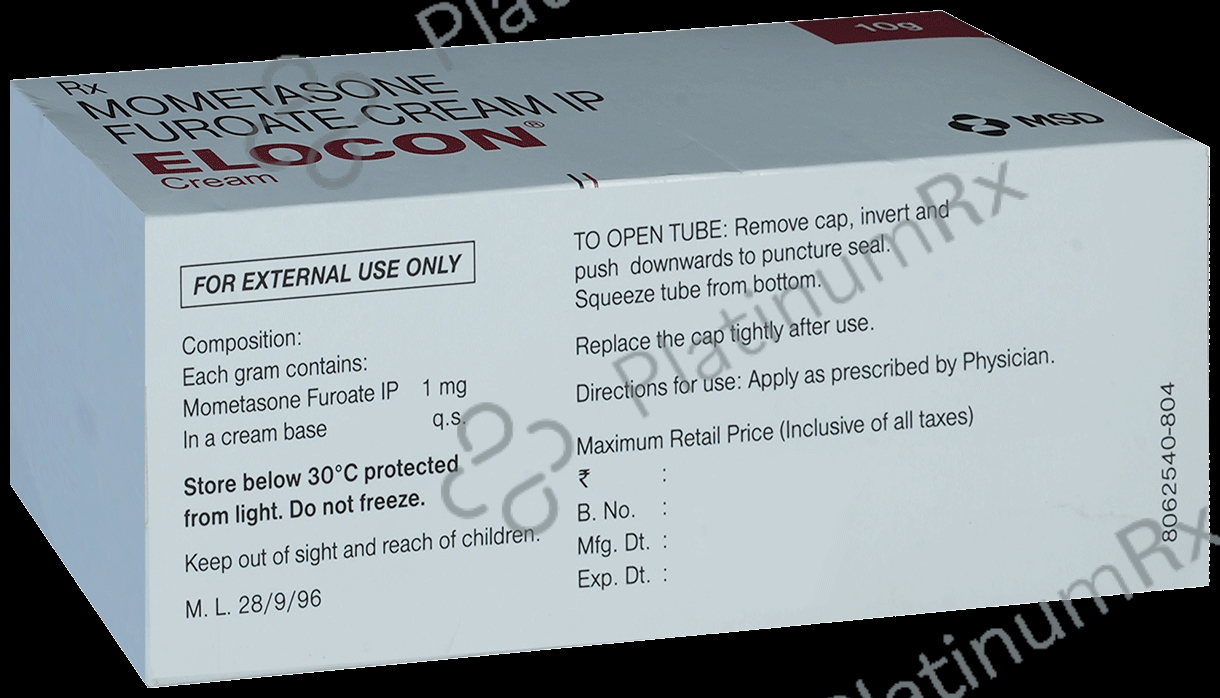 Rx
MOMETASONE
FUROATE CREAM IP
ELOCON®
Cream
10g
MSD
FOR EXTERNAL USE ONLY
Composition:
Each gram contains:
Mometasone Furoate IP 1 mg
In a cream base q.s.
Store below 30°C protected
from light. Do not freeze.
Keep out of sight and reach of children.
M. L. 28/9/96
TO OPEN TUBE: Remove cap, invert and
push downwards to puncture seal.
Squeeze tube from bottom.
Replace the cap tightly after use.
Directions for use: Apply as prescribed by Physician.
Maximum Retail Price (Inclusive of all taxes)
₹ :
B. No. :
Mfg. Dt. :
Exp. Dt. :
8062540-804
PlatinumRx
PlatinumRx
Pla